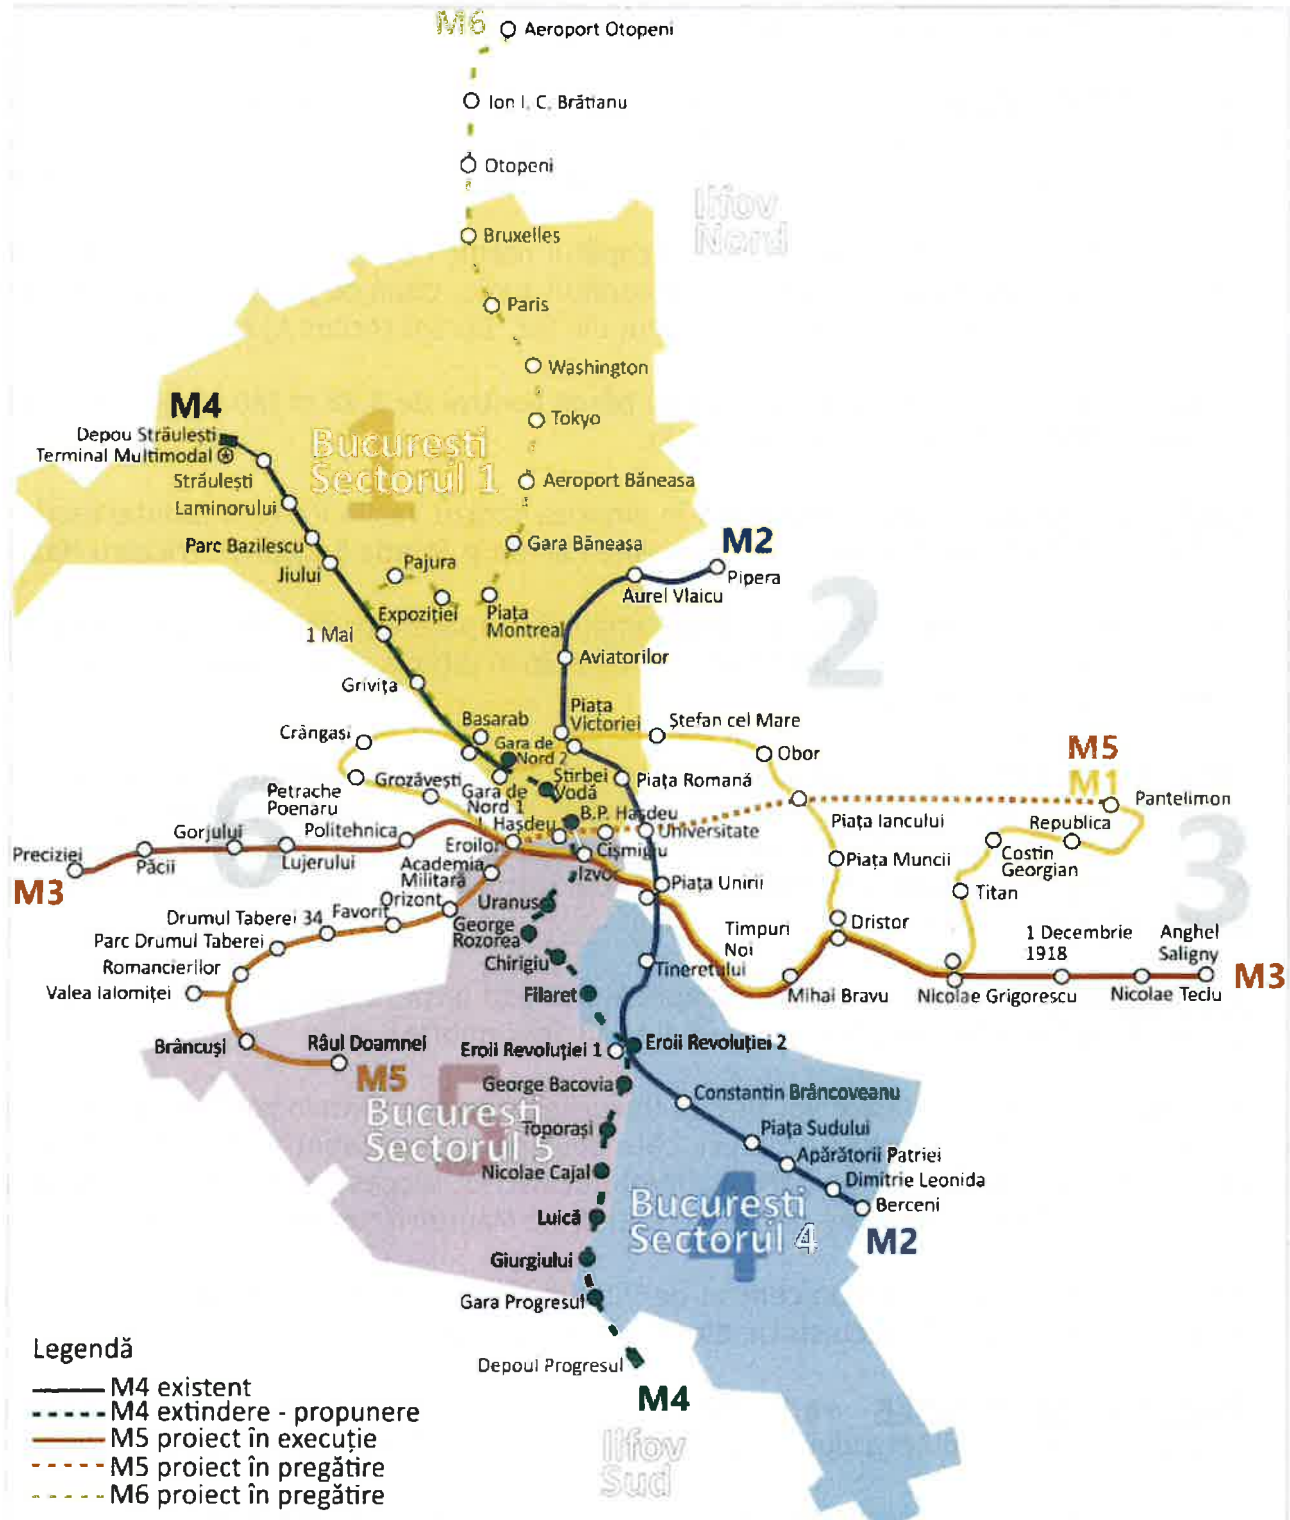 M6
Aeroport Otopeni
Ion I. C. Brătianu
Otopeni
Ilfov
Nord
Bruxelles
Paris
Washington
Tokyo
M4
Depou Străulești
Terminal Multimodal
București
Sectorul 1
1
Străulești
Aeroport Băneasa
Laminorului
Parc Bazilescu
Gara Băneasa
M2
Jiului
Pajura
Pipera
Aurel Vlaicu
2
Expoziției
Piața
Montreal
1 Mai
Aviatorilor
Grivița
Piața
Victoriei
Ștefan cel Mare
Basarab
Crângași
Gara de
Nord 2
Obor
M5
M1
Petrache
Poenaru
Grozăvești
Gara de
Nord 1
Știrbei
Vodă
Piața Romană
Pantelimon
6
Hașdeu
B.P. Hașdeu
Universitate
Piața Iancului
Republica
3
Gorjului
Politehnica
Preciziei
Păcii
Lujerului
Eroilor
Cișmigiu
Piața Muncii
Costin
Georgian
M3
Academia
Militară
Izvor
Piața Unirii
Titan
Orizont
Uranus
Drumul Taberei 34
Favorit
George
Rozorea
Timpuri
Noi
Dristor
1 Decembrie
1918
Anghel
Saligny
Parc Drumul Taberei
Romancierilor
Chirigiu
Tineretului
M3
Valea Ialomiței
Filaret
Mihai Bravu
Nicolae Grigorescu
Nicolae Teclu
Brâncuși
Râul Doamnei
Eroii Revoluției 1
Eroii Revoluției 2
M5
George Bacovia
Constantin Brâncoveanu
București
Sectorul 5
5
Toporași
Piața Sudului
Apărătorii Patriei
Nicolae Cajal
Dimitrie Leonida
București
Sectorul 4
4
Berceni
Luică
M2
Giurgiului
Gara Progresul
Depoul Progresul
M4
Ilfov
Sud
Legendă
M4 existent
M4 extindere - propunere
M5 proiect în execuție
M5 proiect în pregătire
M6 proiect în pregătire